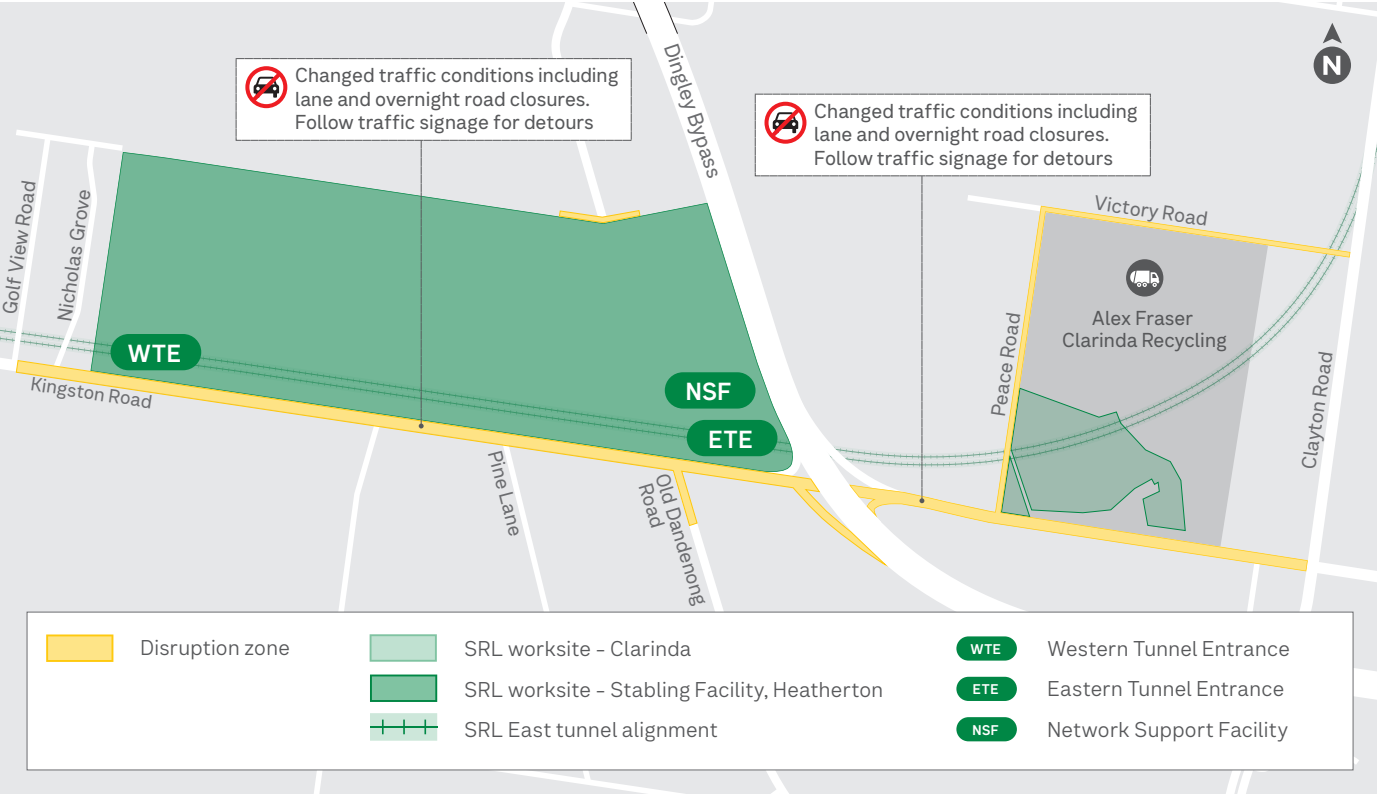 N
Changed traffic conditions including
lane and overnight road closures.
Follow traffic signage for detours
Dingley Bypass
Changed traffic conditions including
lane and overnight road closures.
Follow traffic signage for detours
Golf View Road
Nicholas Grove
Victory Road
Alex Fraser
Clarinda Recycling
Peace Road
Clayton Road
WTE
NSF
ETE
Kingston Road
Pine Lane
Old Dandenong
Road
Disruption zone
SRL worksite - Clarinda
SRL worksite - Stabling Facility, Heatherton
SRL East tunnel alignment
WTE Western Tunnel Entrance
ETE Eastern Tunnel Entrance
NSF Network Support Facility